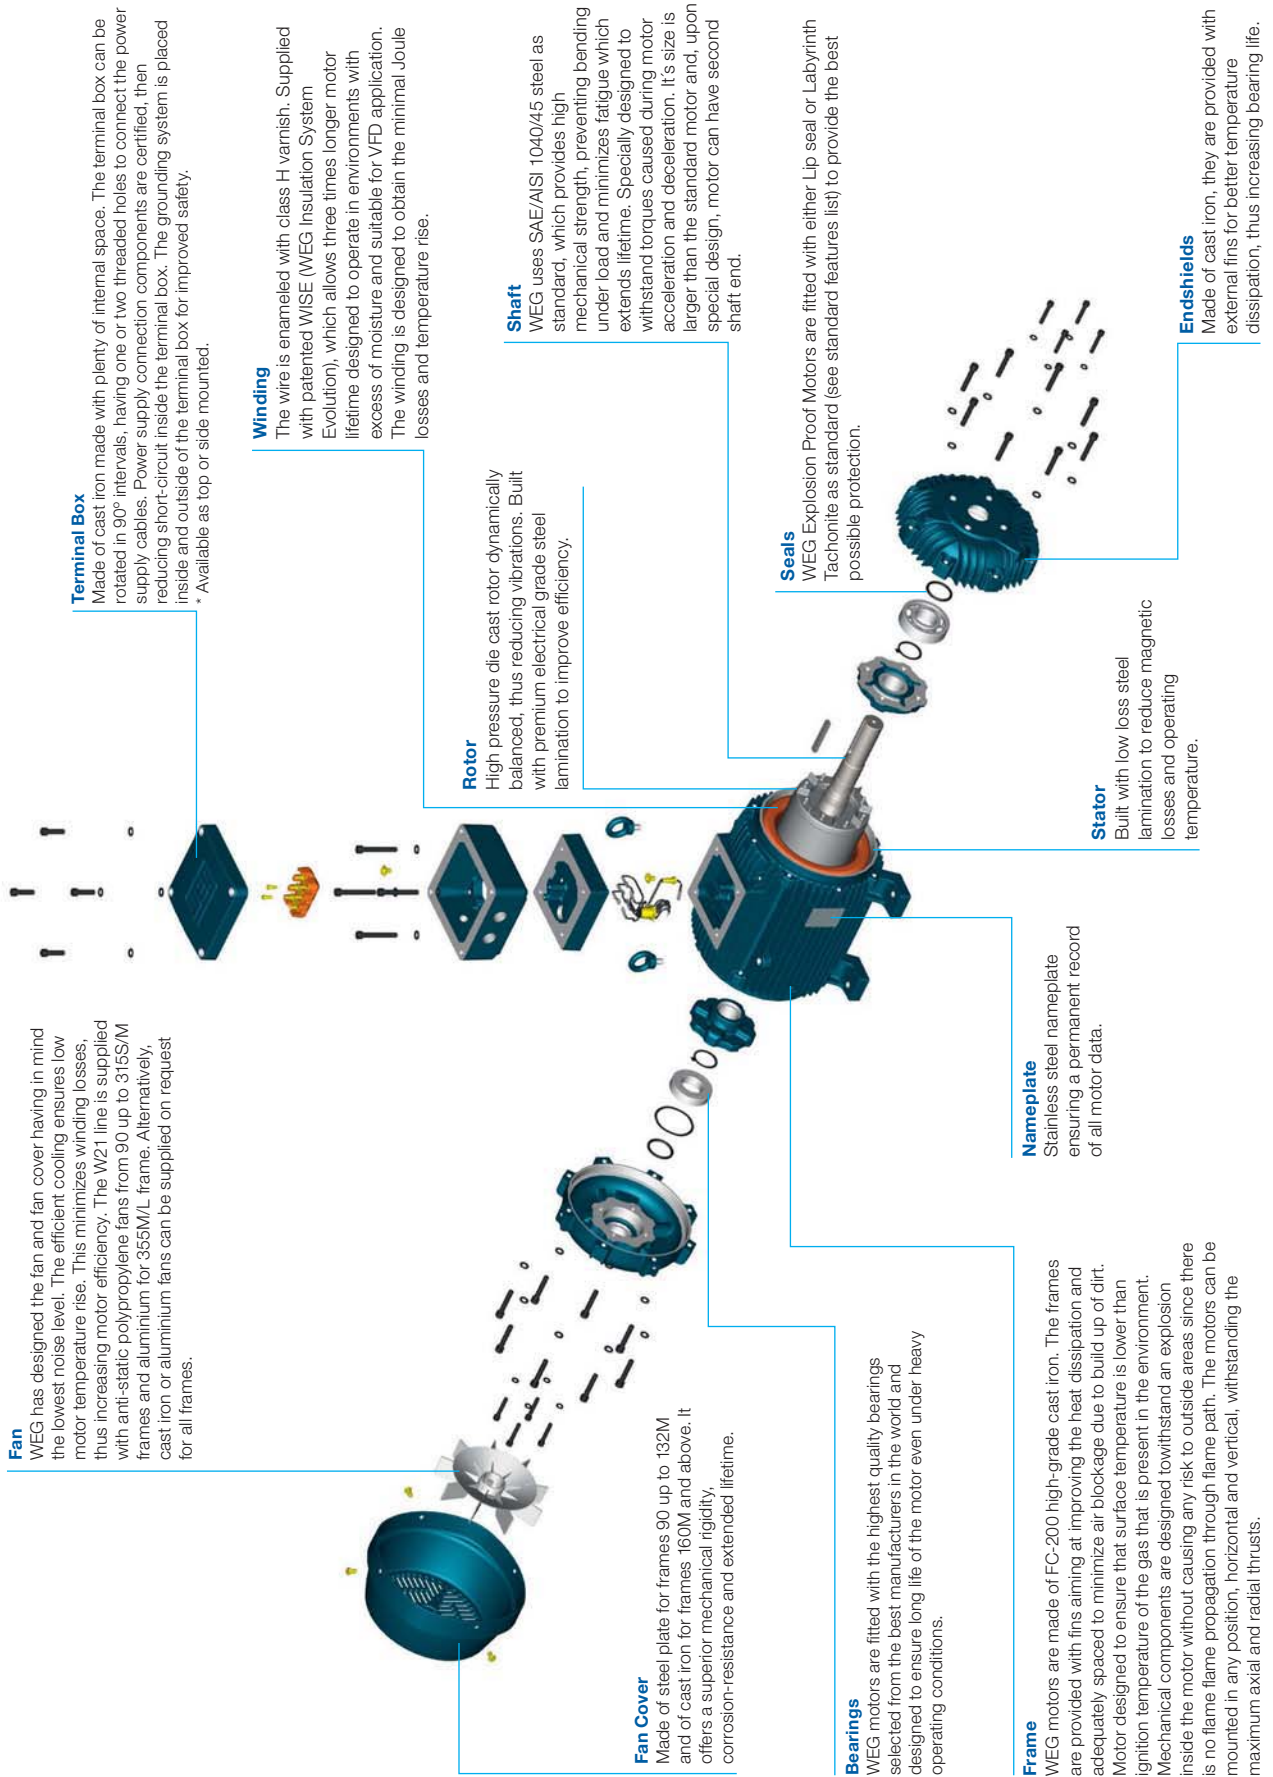 Fan
WEG has designed the fan and fan cover having in mind
the lowest noise level. The efficient cooling ensures low
motor temperature rise. This minimizes winding losses,
thus increasing motor efficiency. The W21 line is supplied
with anti-static polypropylene fans from 90 up to 315S/M
frames and aluminium for 355M/L frame. Alternatively,
cast iron or aluminium fans can be supplied on request
for all frames.
Terminal Box
Made of cast iron made with plenty of internal space. The terminal box can be
rotated in 90º intervals, having one or two threaded holes to connect the power
supply cables. Power supply connection components are certified, then
reducing short-circuit inside the terminal box. The grounding system is placed
inside and outside of the terminal box for improved safety.
* Available as top or side mounted.
Winding
The wire is enameled with class H varnish. Supplied
with patented WISE (WEG Insulation System
Evolution), which allows three times longer motor
lifetime designed to operate in environments with
excess of moisture and suitable for VFD application.
The winding is designed to obtain the minimal Joule
losses and temperature rise.
Rotor
High pressure die cast rotor dynamically
balanced, thus reducing vibrations. Built
with premium electrical grade steel
lamination to improve efficiency.
Shaft
WEG uses SAE/AISI 1040/45 steel as
standard, which provides high
mechanical strength, preventing bending
under load and minimizes fatigue which
extends lifetime. Specially designed to
withstand torques caused during motor
acceleration and deceleration. It´s size is
larger than the standard motor and, upon
special design, motor can have second
shaft end.
Seals
WEG Explosion Proof Motors are fitted with either Lip seal or Labyrinth
Tachonite as standard (see standard features list) to provide the best
possible protection.
Fan Cover
Made of steel plate for frames 90 up to 132M
and of cast iron for frames 160M and above. It
offers a superior mechanical rigidity,
corrosion-resistance and extended lifetime.
Bearings
WEG motors are fitted with the highest quality bearings
selected from the best manufacturers in the world and
designed to ensure long life of the motor even under heavy
operating conditions.
Frame
WEG motors are made of FC-200 high-grade cast iron. The frames
are provided with fins aiming at improving the heat dissipation and
adequately spaced to minimize air blockage due to build up of dirt.
Motor designed to ensure that surface temperature is lower than
ignition temperature of the gas that is present in the environment.
Mechanical components are designed towithstand an explosion
inside the motor without causing any risk to outside areas since there
is no flame flame propagation through flame path. The motors can be
mounted in any position, horizontal and vertical, withstanding the
maximum axial and radial thrusts.
Nameplate
Stainless steel nameplate
ensuring a permanent record
of all motor data.
Stator
Built with low loss steel
lamination to reduce magnetic
losses and operating
temperature.
Endshields
Made of cast iron, they are provided with
external fins for better temperature
dissipation, thus increasing bearing life.